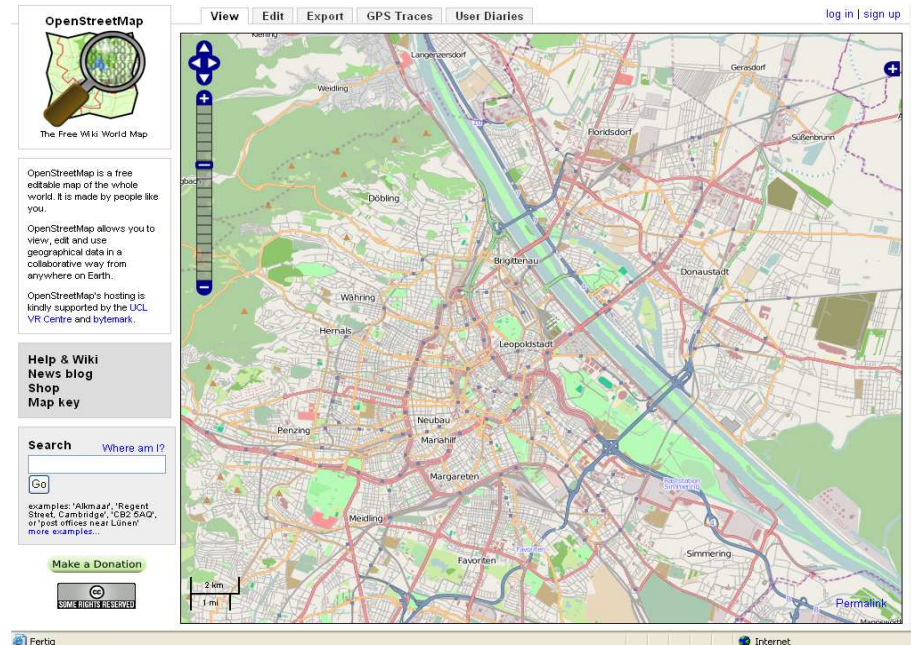 OpenStreetMap
The Free Wiki World Map
View Edit Export GPS Traces User Diaries
log in | sign up
OpenStreetMap is a free
editable map of the whole
world. It is made by people like
you.
OpenStreetMap allows you to
view, edit and use
geographical data in a
collaborative way from
anywhere on Earth.
OpenStreetMap's hosting is
kindly supported by the UCL
VR Centre and bytemark.
Help & Wiki
News blog
Shop
Map key
Search Where am I?
Go
examples: 'Alkmaar', 'Regent
Street, Cambridge', 'CB2 5AQ',
or 'post offices near Lünen'
more examples...
Make a Donation
cc
SOME RIGHTS RESERVED
Langenzersdorf
Gerasdorf
Weidling
Floridsdorf
Süßenbrunn
Döbling
Brigittenau
Donaustadt
Währing
Hernals
Leopoldstadt
Neubau
Penzing
Mariahilf
Margareten
Raststation
Simmering
Meidling
Favoriten
Favoriten
Simmering
2 km
1 mi
Permalink
Fertig
Internet